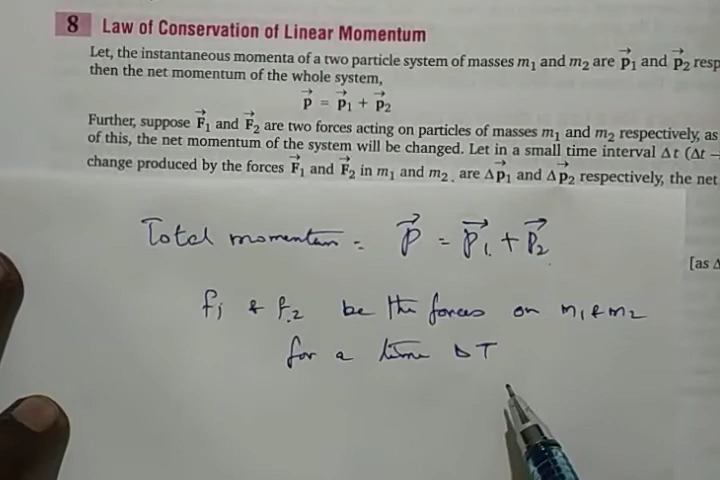 8 Law of Conservation of Linear Momentum
Let, the instantaneous momenta of a two particle system of masses m₁ and m₂ are p⃗₁ and p⃗₂ resp
then the net momentum of the whole system,
p⃗ = p⃗₁ + p⃗₂
Further, suppose F⃗₁ and F⃗₂ are two forces acting on particles of masses m₁ and m₂ respectively, as
of this, the net momentum of the system will be changed. Let in a small time interval Δt (Δt →
change produced by the forces F⃗₁ and F⃗₂ in m₁ and m₂ are Δp⃗₁ and Δp⃗₂ respectively, the net
Total momentum = p⃗ = p⃗₁ + p⃗₂
[as Δ
f₁ & f₂ be the forces on m₁ & m₂
for a time ΔT